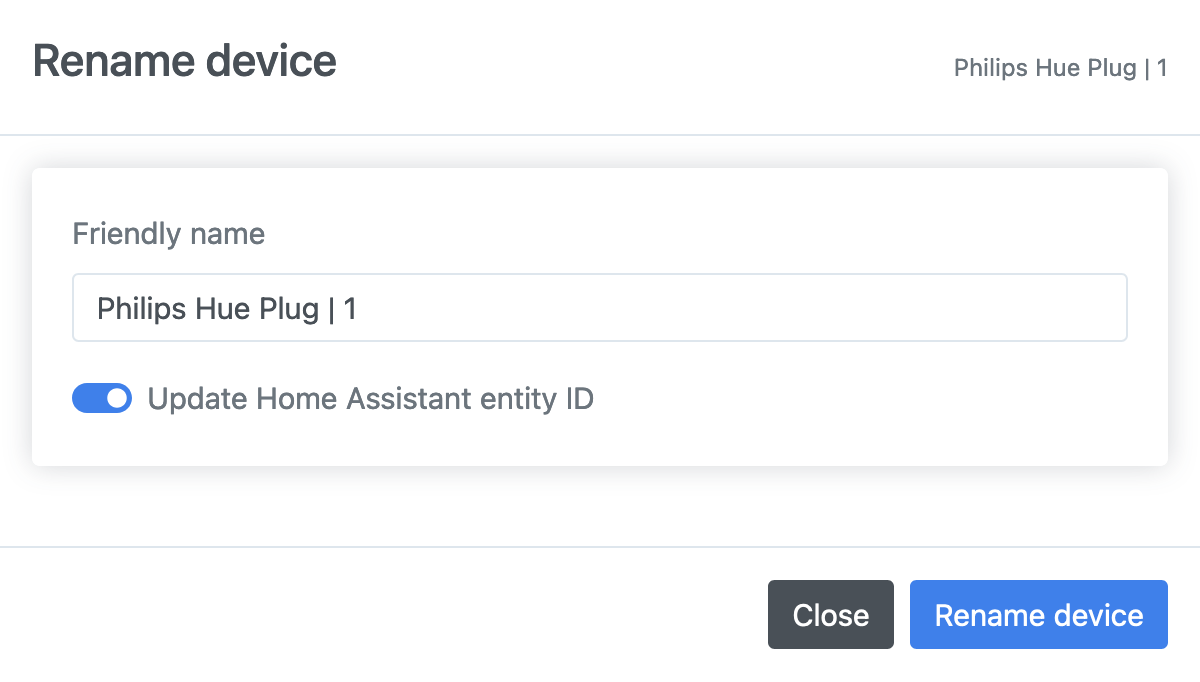 Rename device
Philips Hue Plug | 1
Friendly name
Philips Hue Plug | 1
Update Home Assistant entity ID
Close
Rename device